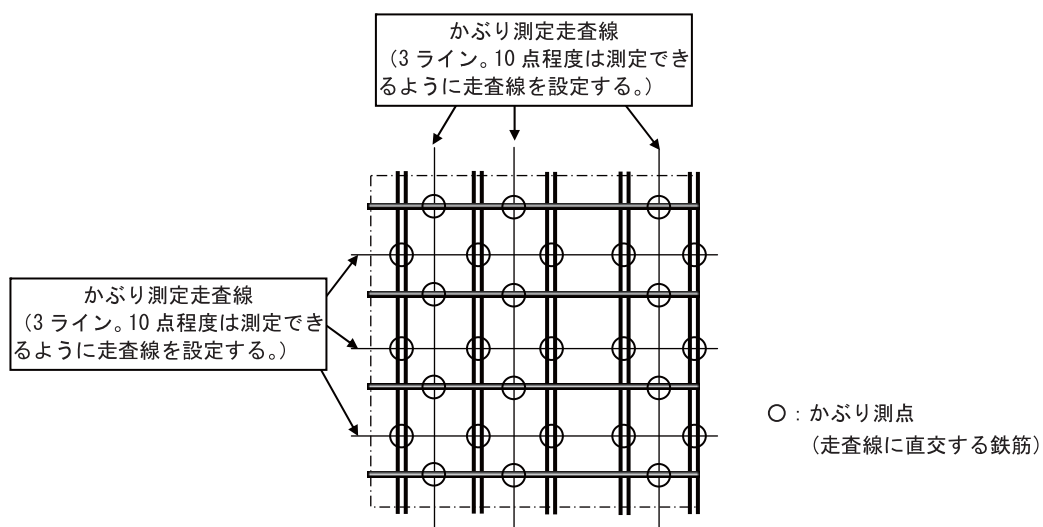 かぶり測定走査線
（3 ライン。10 点程度は測定でき
るように走査線を設定する。）
かぶり測定走査線
（3 ライン。10 点程度は測定でき
るように走査線を設定する。）
○：かぶり測点
（走査線に直交する鉄筋）